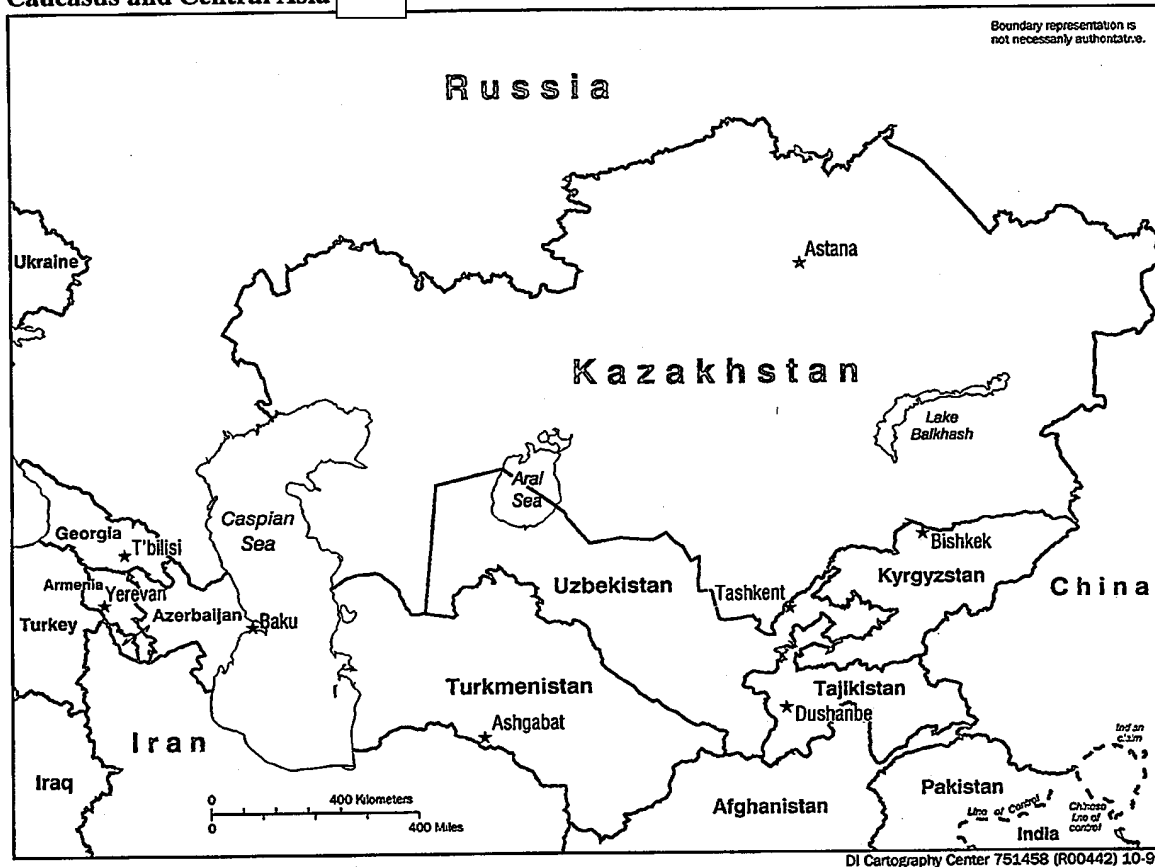 Caucasus and Central Asia
Boundary representation is
not necessarily authoritative.
Russia
Ukraine
Astana
Kazakhstan
Lake
Balkhash
Aral
Sea
Caspian
Sea
Georgia
T'bilisi
Bishkek
Armenia
Yerevan
Azerbaijan
Uzbekistan
Tashkent
Kyrgyzstan
China
Turkey
Baku
Turkmenistan
Tajikistan
Dushanbe
Ashgabat
Iran
Indian
claim
Iraq
0 400 Kilometers
0 400 Miles
Afghanistan
Pakistan
Line of Control
Chinese
line of
control
India
DI Cartography Center 751458 (R00442) 10-9